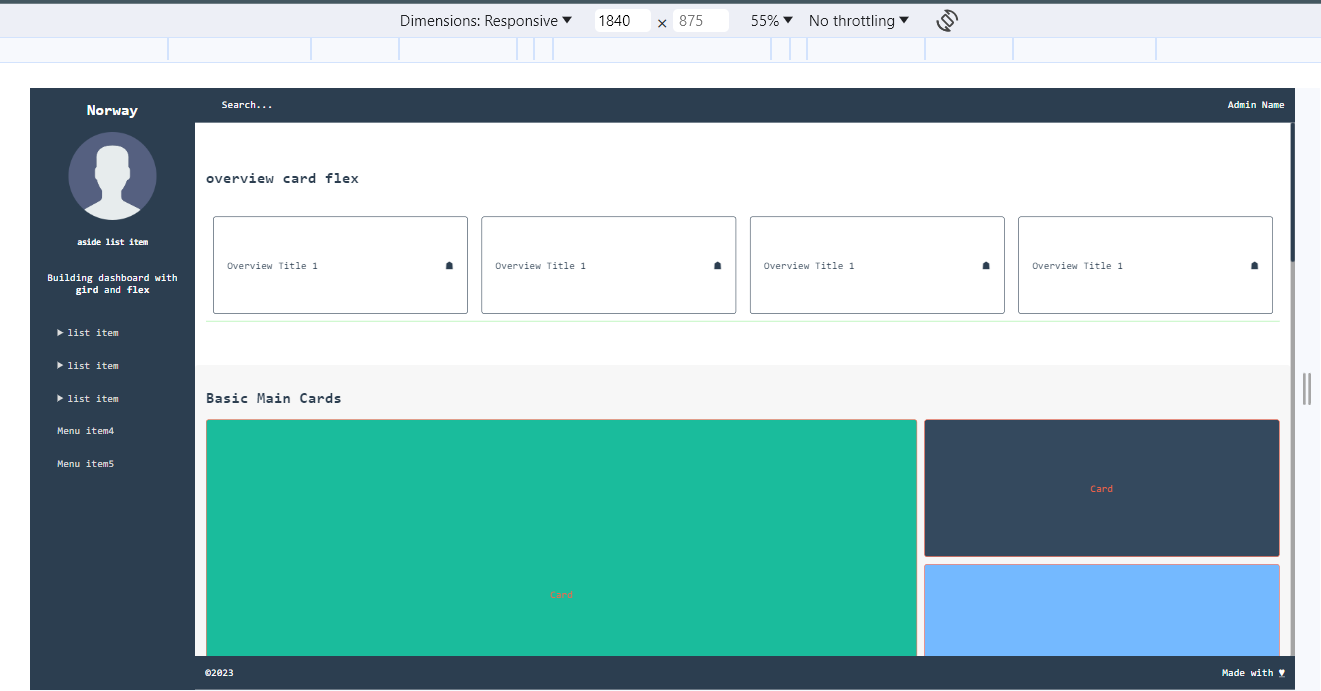 Dimensions: Responsive ▼ 1840 × 875 55% ▼ No throttling ▼
Norway
Search...
Admin Name
aside list item
Building dashboard with
gird and flex
▶ list item
▶ list item
▶ list item
Menu item4
Menu item5
overview card flex
Overview Title 1
Overview Title 1
Overview Title 1
Overview Title 1
Basic Main Cards
Card
Card
©2023
Made with